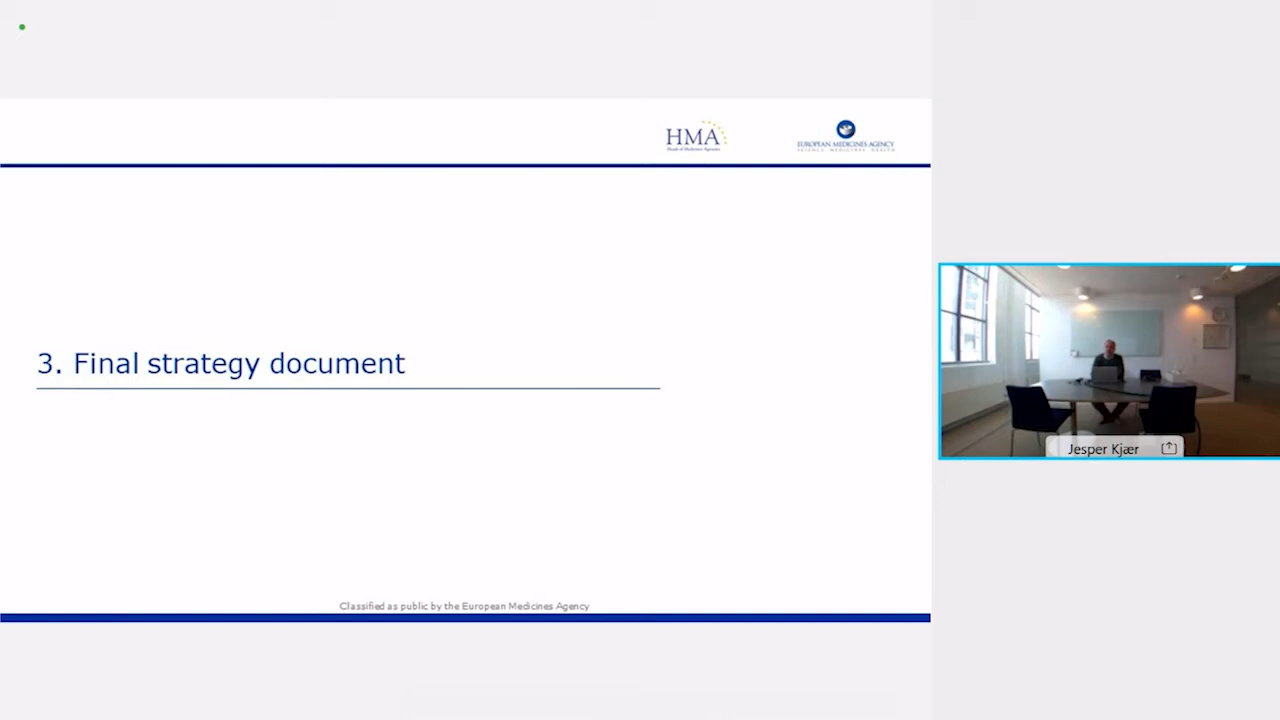 HMA
Heads of Medicines Agencies
EUROPEAN MEDICINES AGENCY
SCIENCE MEDICINES HEALTH
3. Final strategy document
Jesper Kjær
Classified as public by the European Medicines Agency